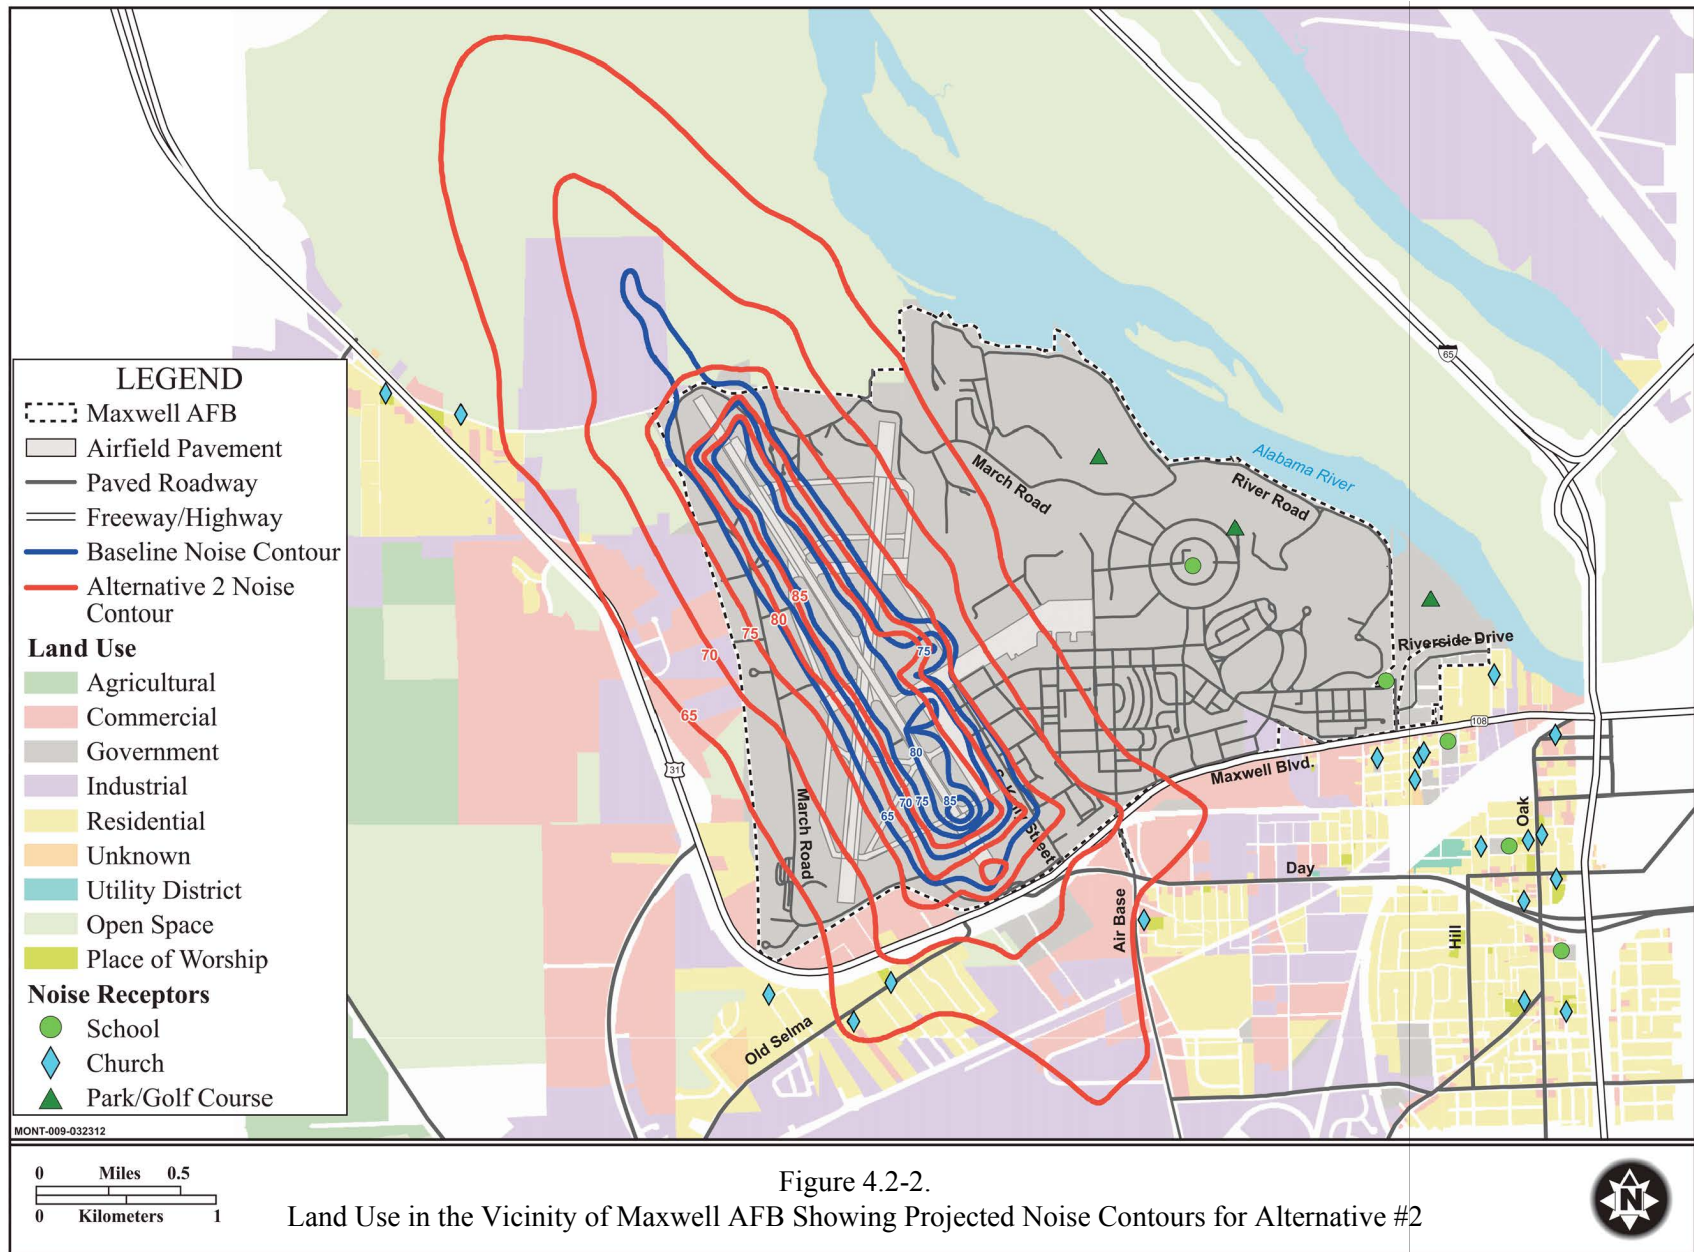 LEGEND
Maxwell AFB
Airfield Pavement
Paved Roadway
Freeway/Highway
Baseline Noise Contour
Alternative 2 Noise
Contour
Land Use
Agricultural
Commercial
Government
Industrial
Residential
Unknown
Utility District
Open Space
Place of Worship
Noise Receptors
School
Church
Park/Golf Course
MONT-009-032312
65
Alabama River
March Road
River Road
Riverside Drive
108
Maxwell Blvd.
85
80
75
70
65
75
80
70
75
85
65
31
March Road
Street
Oak
Day
Hill
Air Base
Old Selma
0 Miles 0.5
0 Kilometers 1
N
Figure 4.2-2.
Land Use in the Vicinity of Maxwell AFB Showing Projected Noise Contours for Alternative #2